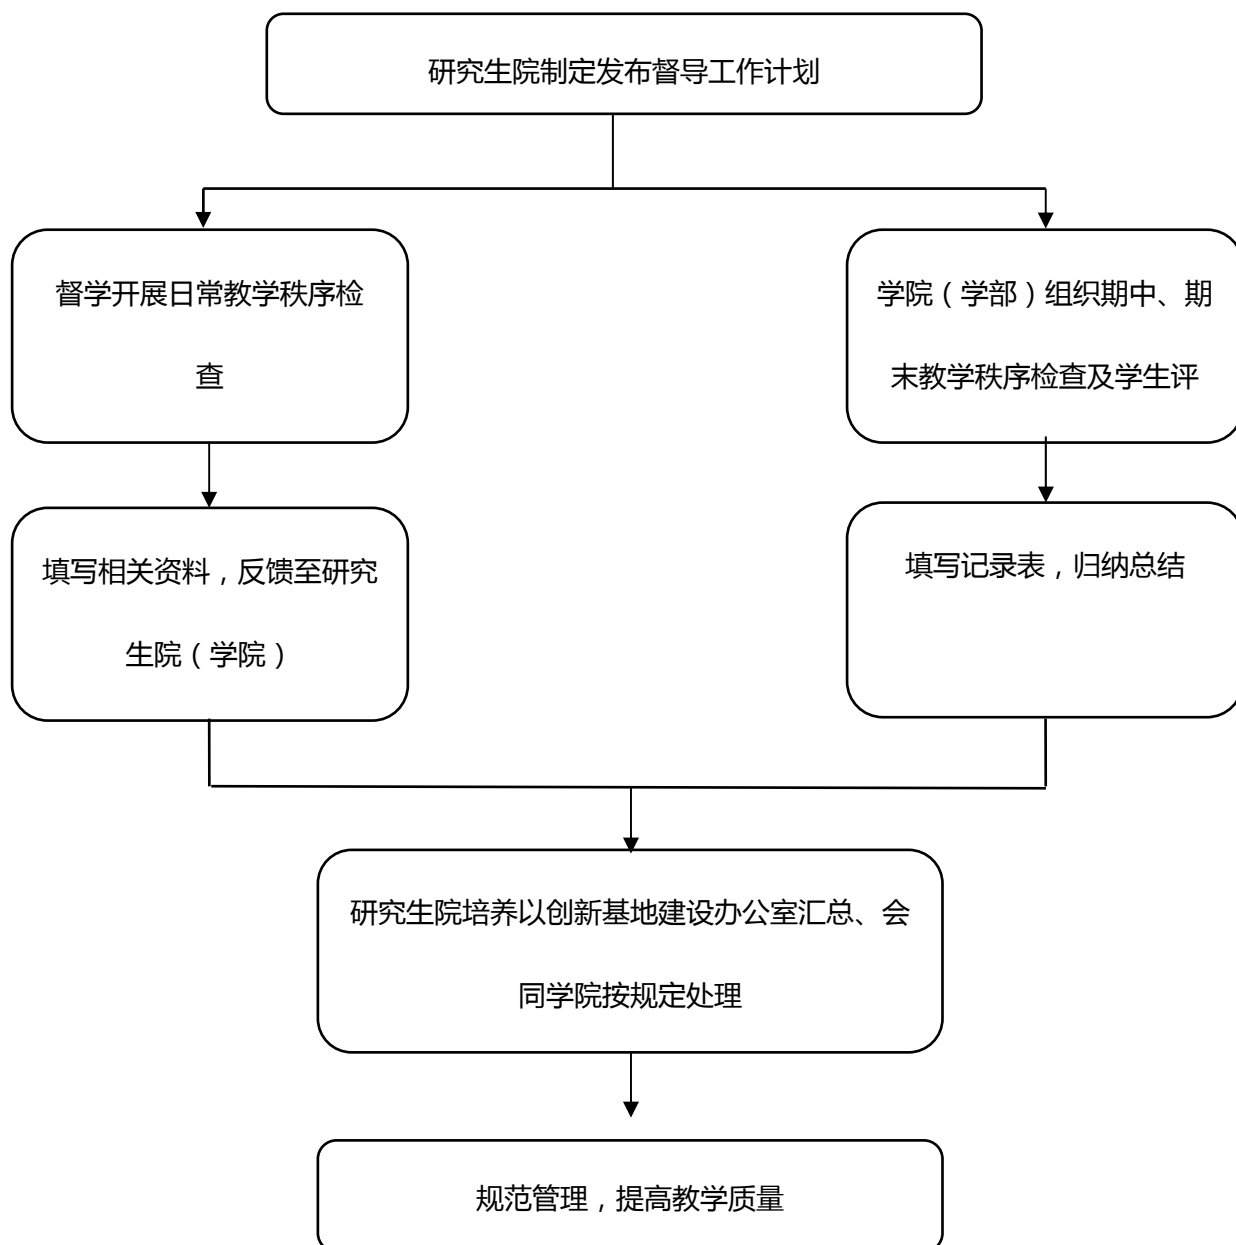 研究生院制定发布督导工作计划
督学开展日常教学秩序检
查
学院（学部）组织期中、期
末教学秩序检查及学生评
填写相关资料，反馈至研究
生院（学院）
填写记录表，归纳总结
研究生院培养以创新基地建设办公室汇总、会
同学院按规定处理
规范管理，提高教学质量